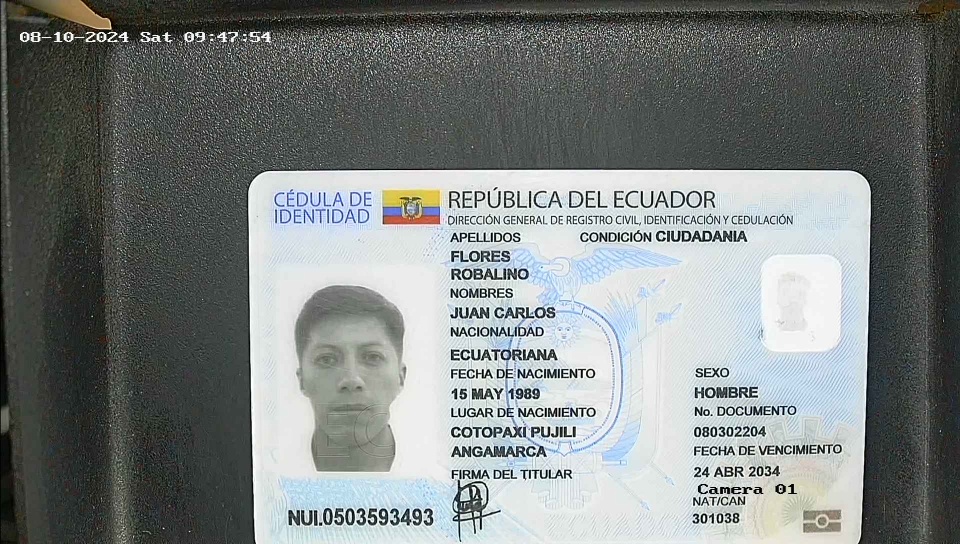 08-10-2024 Sat 09:47:54
CÉDULA DE
IDENTIDAD
REPÚBLICA DEL ECUADOR
DIRECCIÓN GENERAL DE REGISTRO CIVIL, IDENTIFICACIÓN Y CEDULACIÓN
APELLIDOS
CONDICIÓN CIUDADANIA
FLORES
ROBALINO
NOMBRES
JUAN CARLOS
NACIONALIDAD
ECUATORIANA
FECHA DE NACIMIENTO
15 MAY 1989
LUGAR DE NACIMIENTO
COTOPAXI PUJILI
ANGAMARCA
FIRMA DEL TITULAR
SEXO
HOMBRE
No. DOCUMENTO
080302204
FECHA DE VENCIMIENTO
24 ABR 2034
Camera 01
NAT/CAN
301038
EC
NUI.0503593493